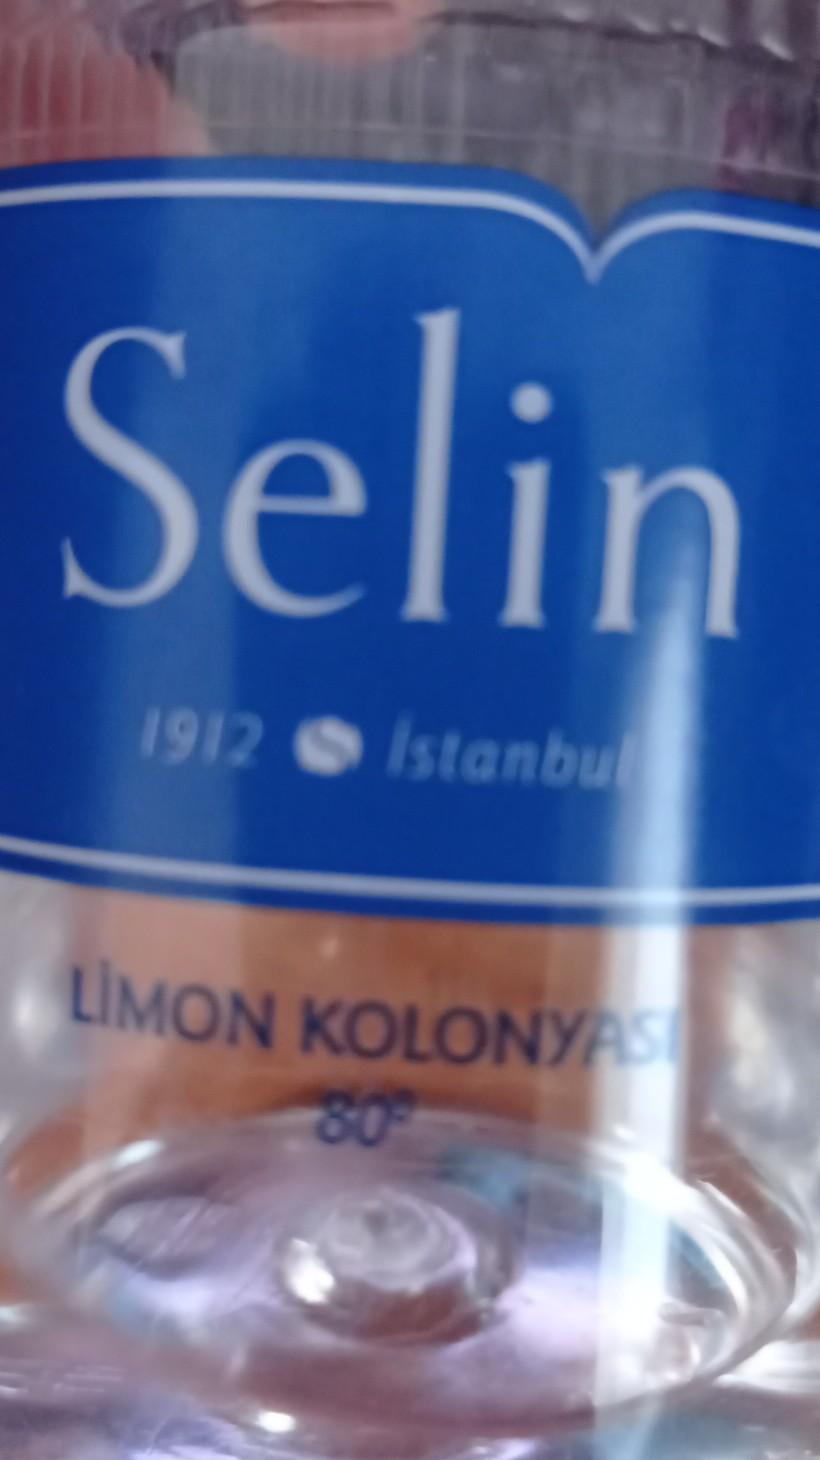 Selin
1912 S İstanbul
LİMON KOLONYASI
80°